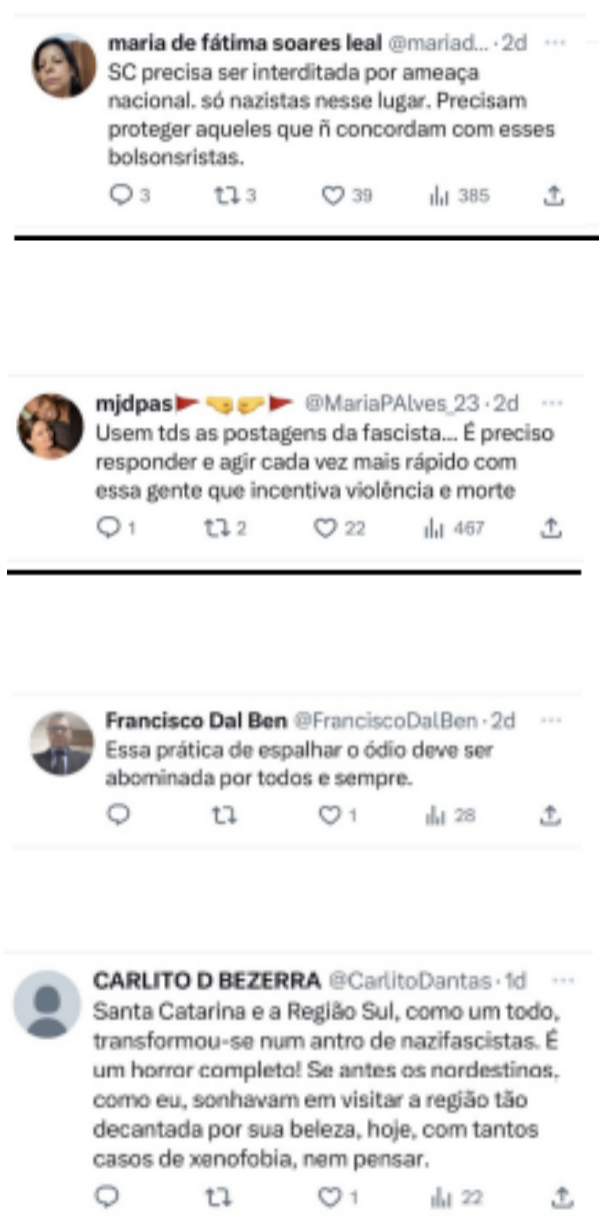 maria de fátima soares leal @mariad... · 2d ···
SC precisa ser interditada por ameaça
nacional. só nazistas nesse lugar. Precisam
proteger aqueles que ñ concordam com esses
bolsonsristas.
3 3 39 385
mjdpas🚩🤜🤛🚩 @MariaPAlves_23 · 2d ···
Usem tds as postagens da fascista... É preciso
responder e agir cada vez mais rápido com
essa gente que incentiva violência e morte
1 2 22 467
Francisco Dal Ben @FranciscoDalBen · 2d ···
Essa prática de espalhar o ódio deve ser
abominada por todos e sempre.
1 28
CARLITO D BEZERRA @CarlitoDantas · 1d ···
Santa Catarina e a Região Sul, como um todo,
transformou-se num antro de nazifascistas. É
um horror completo! Se antes os nordestinos,
como eu, sonhavam em visitar a região tão
decantada por sua beleza, hoje, com tantos
casos de xenofobia, nem pensar.
1 22